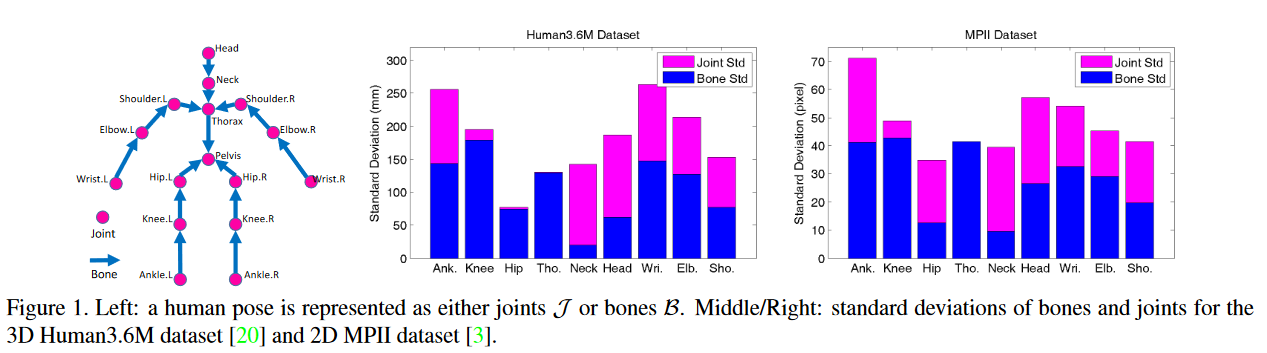 Head
Neck
Shoulder.L
Shoulder.R
Thorax
Elbow.L
Elbow.R
Pelvis
Wrist.L
Hip.L
Hip.R
Wrist.R
Knee.L
Knee.R
Joint
Bone
Ankle.L
Ankle.R
Human3.6M Dataset
Joint Std
Bone Std
Standard Deviation (mm)
300
250
200
150
100
50
0
Ank. Knee Hip Tho. Neck Head Wri. Elb. Sho.
MPII Dataset
Joint Std
Bone Std
Standard Deviation (pixel)
70
60
50
40
30
20
10
0
Ank. Knee Hip Tho. Neck Head Wri. Elb. Sho.
Figure 1. Left: a human pose is represented as either joints 𝒥 or bones ℬ. Middle/Right: standard deviations of bones and joints for the
3D Human3.6M dataset [20] and 2D MPII dataset [3].